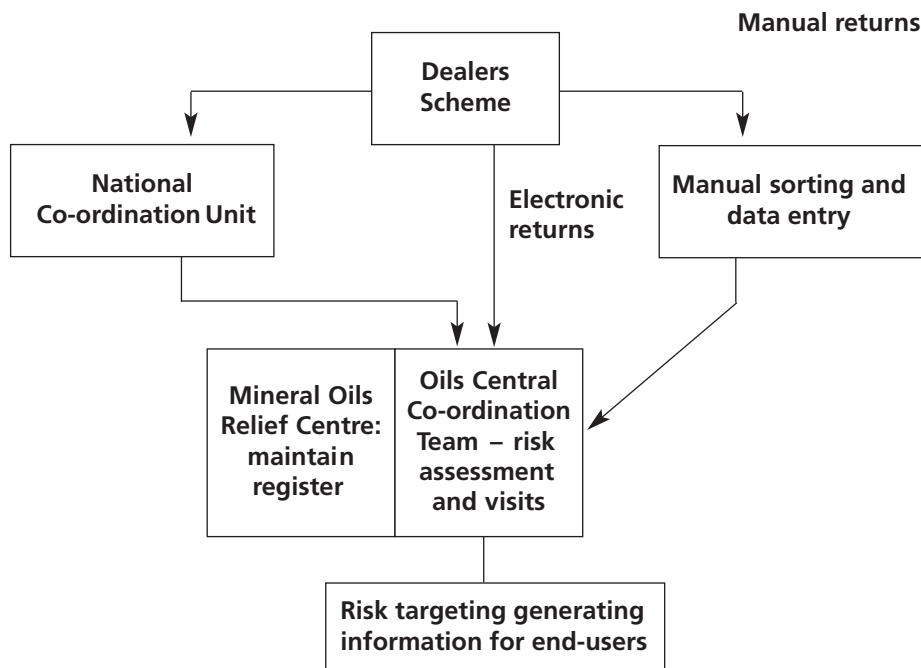 Manual returns
Dealers
Scheme
National
Co-ordination Unit
Electronic
returns
Manual sorting and
data entry
Mineral Oils
Relief Centre:
maintain
register
Oils Central
Co-ordination
Team – risk
assessment
and visits
Risk targeting generating
information for end-users